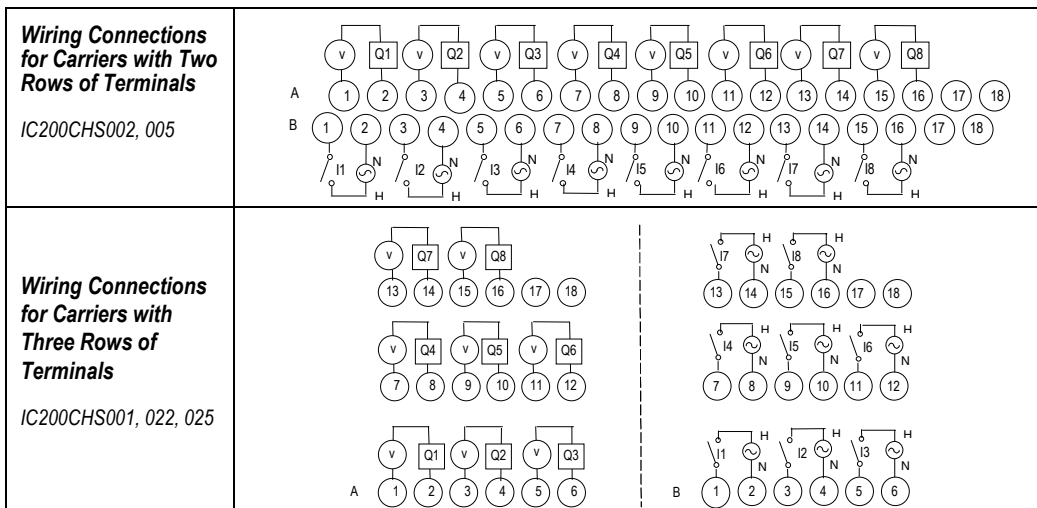 Wiring Connections
for Carriers with Two
Rows of Terminals
IC200CHS002, 005
v Q1 v Q2 v Q3 v Q4 v Q5 v Q6 v Q7 v Q8
A 1 2 3 4 5 6 7 8 9 10 11 12 13 14 15 16 17 18
B 1 2 3 4 5 6 7 8 9 10 11 12 13 14 15 16 17 18
I1 N I2 N I3 N I4 N I5 N I6 N I7 N I8 N
H H H H H H H H
Wiring Connections
for Carriers with
Three Rows of
Terminals
IC200CHS001, 022, 025
v Q7 v Q8
13 14 15 16 17 18
v Q4 v Q5 v Q6
7 8 9 10 11 12
v Q1 v Q2 v Q3
A 1 2 3 4 5 6
H H
I7 I8
N N
13 14 15 16 17 18
H H H
I4 I5 I6
N N N
7 8 9 10 11 12
H H H
I1 I2 I3
N N N
B 1 2 3 4 5 6